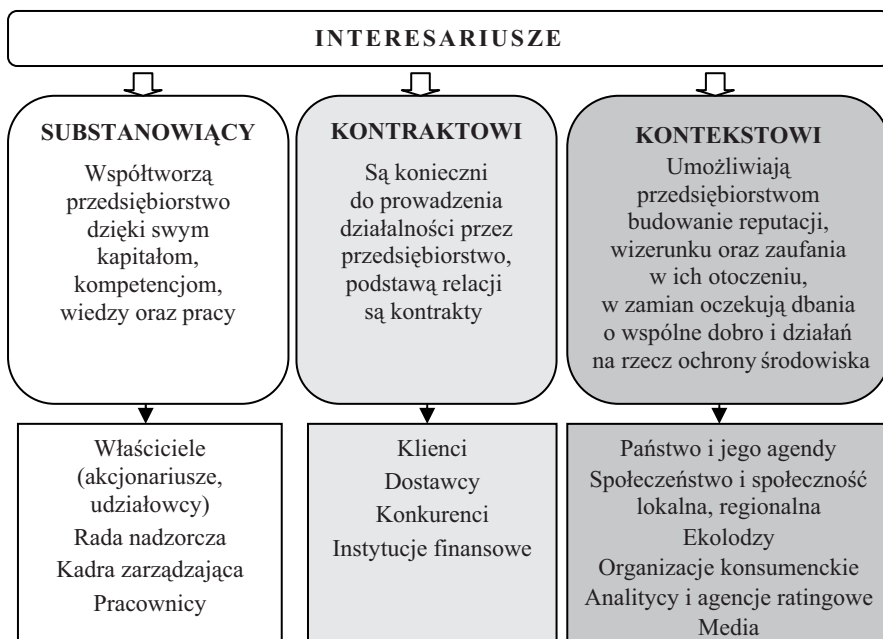 INTERESARIUSZE
SUBSTANOWIĄCY
Współtworzą
przedsiębiorstwo
dzięki swym
kapitałom,
kompetencjom,
wiedzy oraz pracy
KONTRAKTOWI
Są konieczni
do prowadzenia
działalności przez
przedsiębiorstwo,
podstawą relacji
są kontrakty
KONTEKSTOWI
Umożliwiają
przedsiębiorstwom
budowanie reputacji,
wizerunku oraz zaufania
w ich otoczeniu,
w zamian oczekują dbania
o wspólne dobro i działań
na rzecz ochrony środowiska
Właściciele
(akcjonariusze,
udziałowcy)
Rada nadzorcza
Kadra zarządzająca
Pracownicy
Klienci
Dostawcy
Konkurenci
Instytucje finansowe
Państwo i jego agendy
Społeczeństwo i społeczność
lokalna, regionalna
Ekolodzy
Organizacje konsumenckie
Analitycy i agencje ratingowe
Media